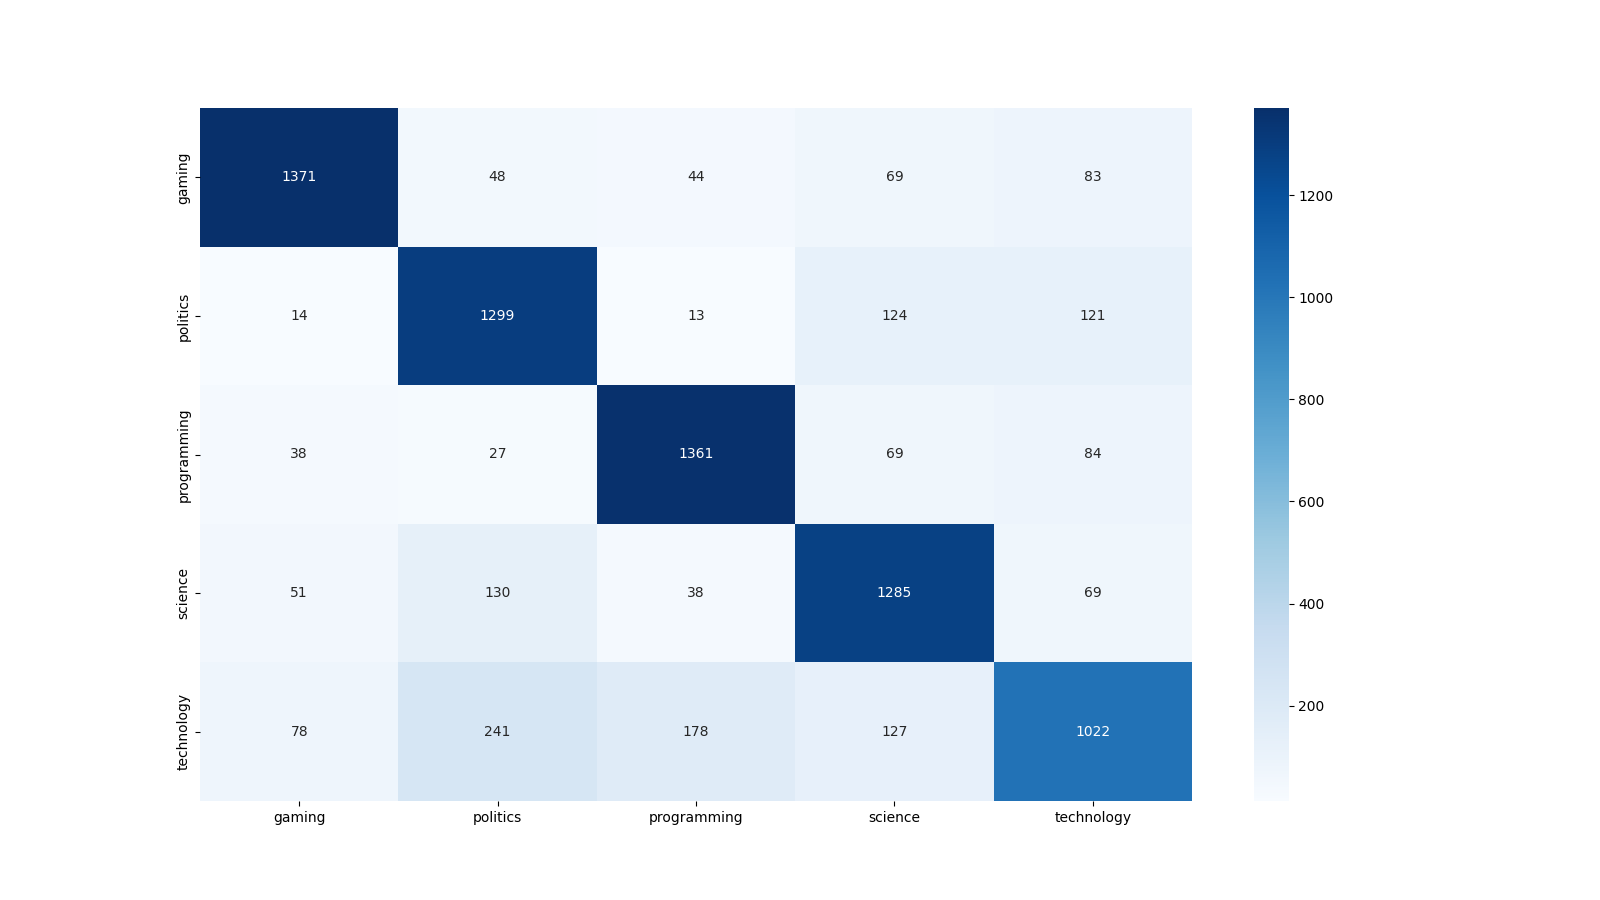 gaming 1371 48 44 69 83
politics 14 1299 13 124 121
programming 38 27 1361 69 84
science 51 130 38 1285 69
technology 78 241 178 127 1022
gaming politics programming science technology
1200
1000
800
600
400
200